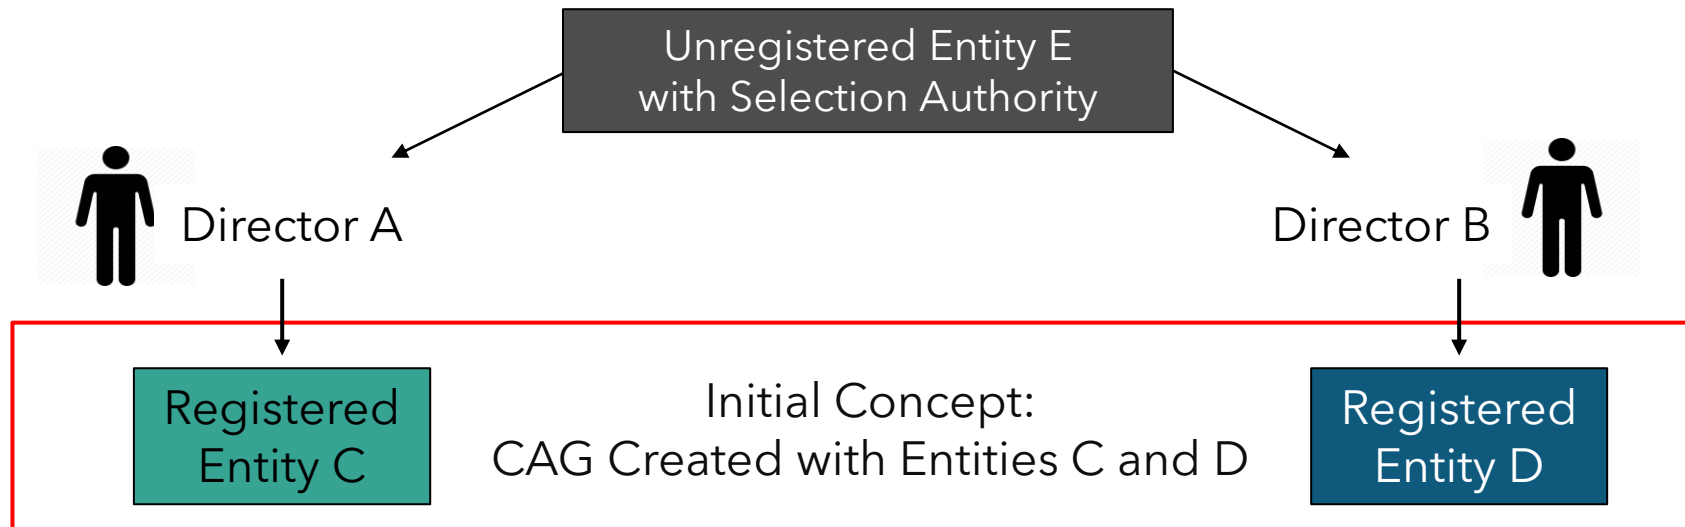 Unregistered Entity E
with Selection Authority
Director A
Director B
Registered
Entity C
Initial Concept:
CAG Created with Entities C and D
Registered
Entity D